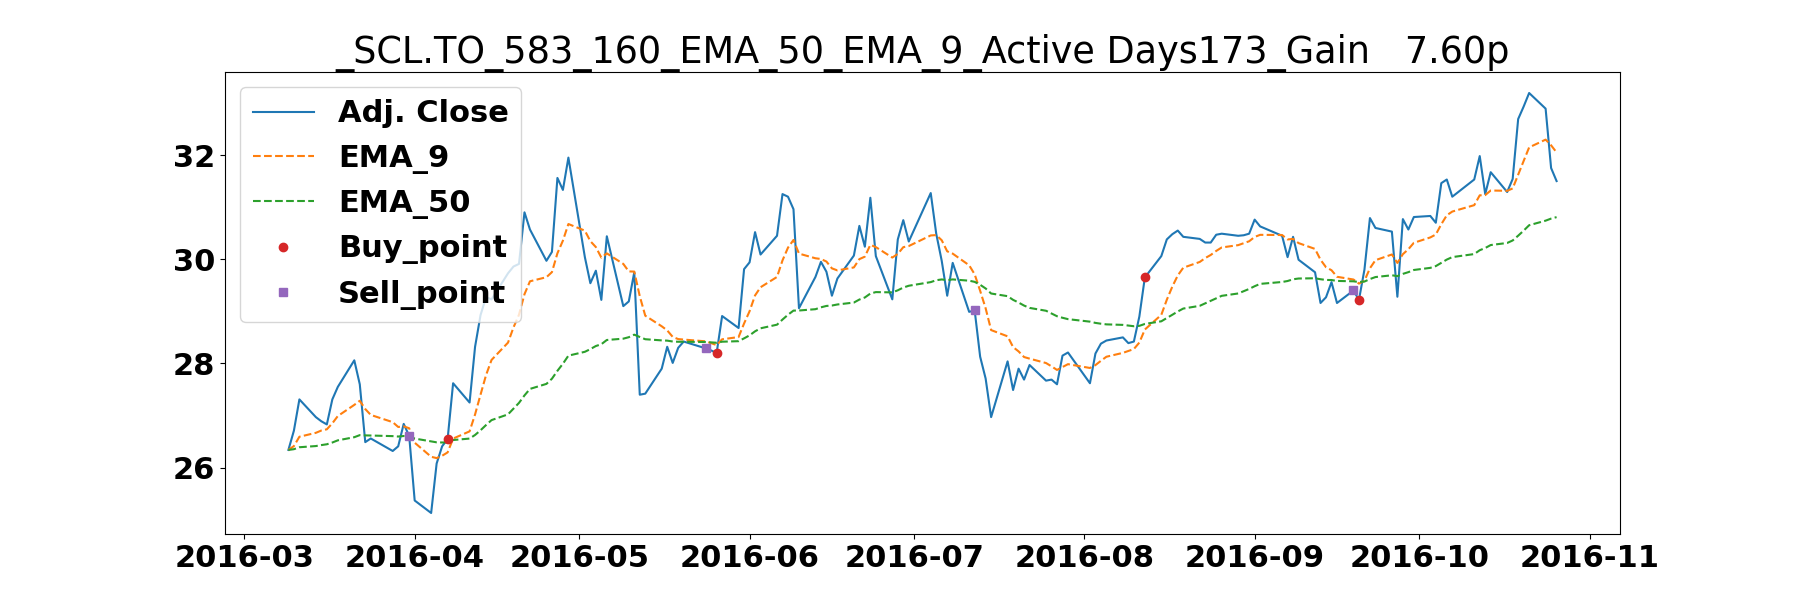 _SCL.TO_583_160_EMA_50_EMA_9_Active Days173_Gain   7.60p
Adj. Close
EMA_9
EMA_50
Buy_point
Sell_point
32
30
28
26
2016-03 2016-04 2016-05 2016-06 2016-07 2016-08 2016-09 2016-10 2016-11